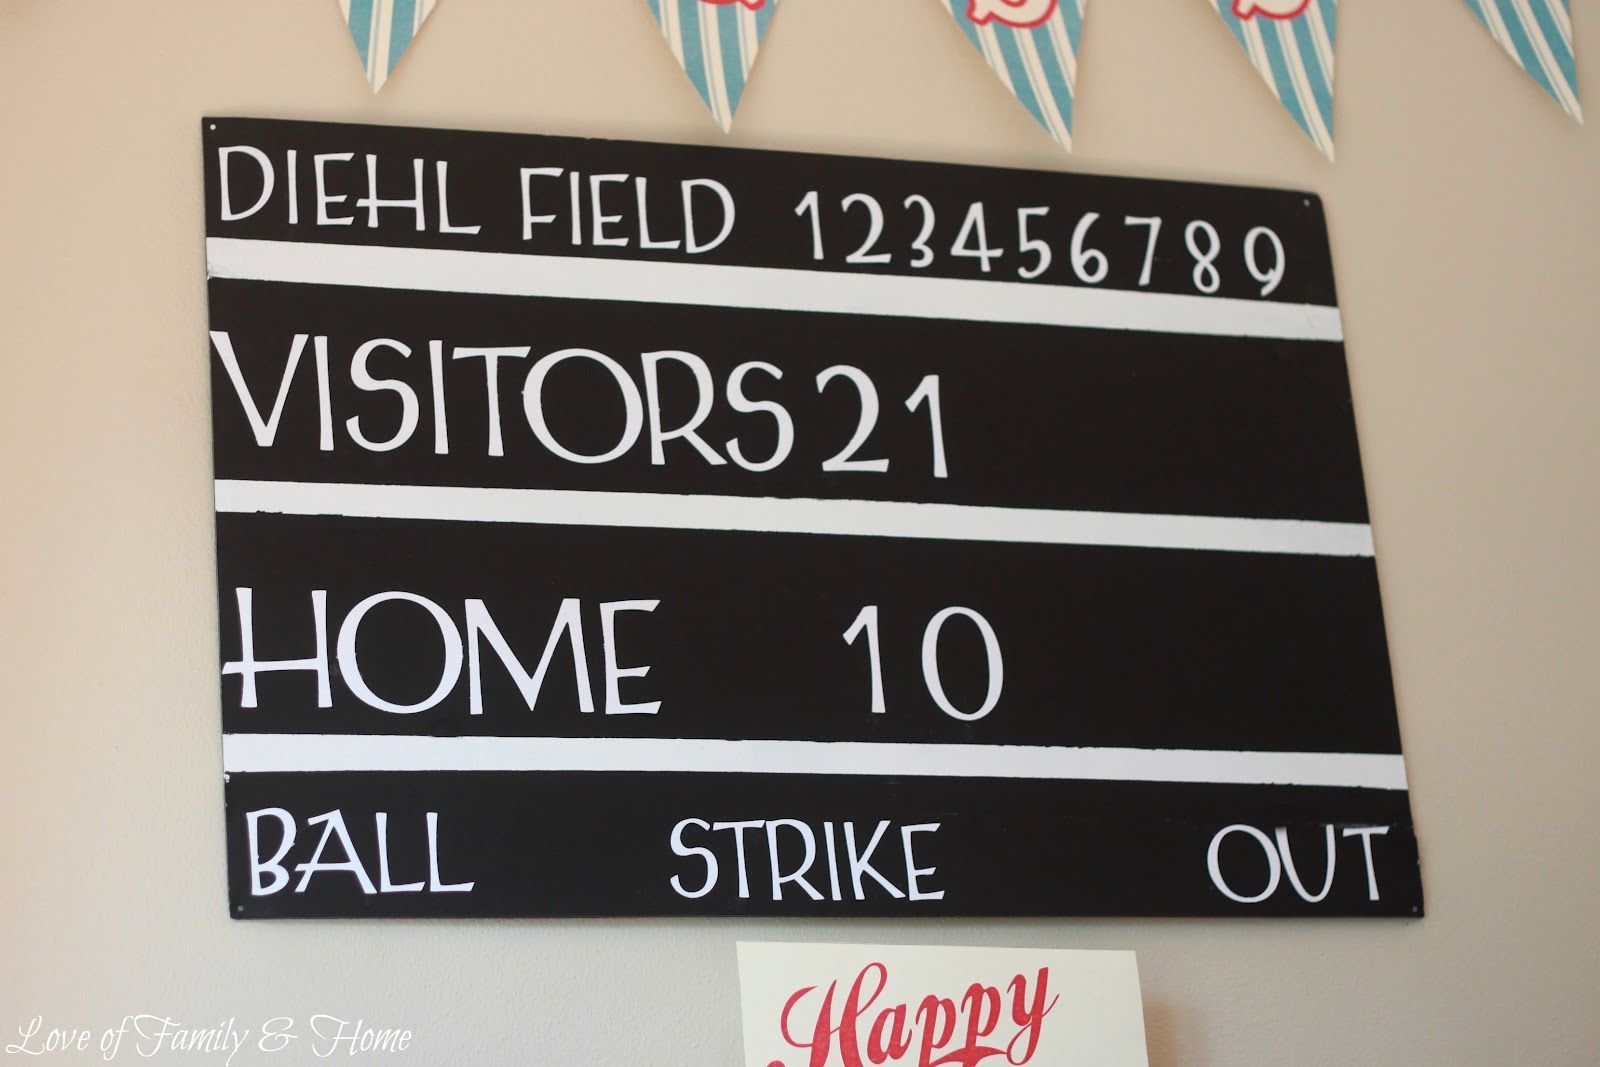 DIEHL FIELD 123456789
VISITORS 21
HOME 10
BALL STRIKE OUT
Happy
Love of Family & Home